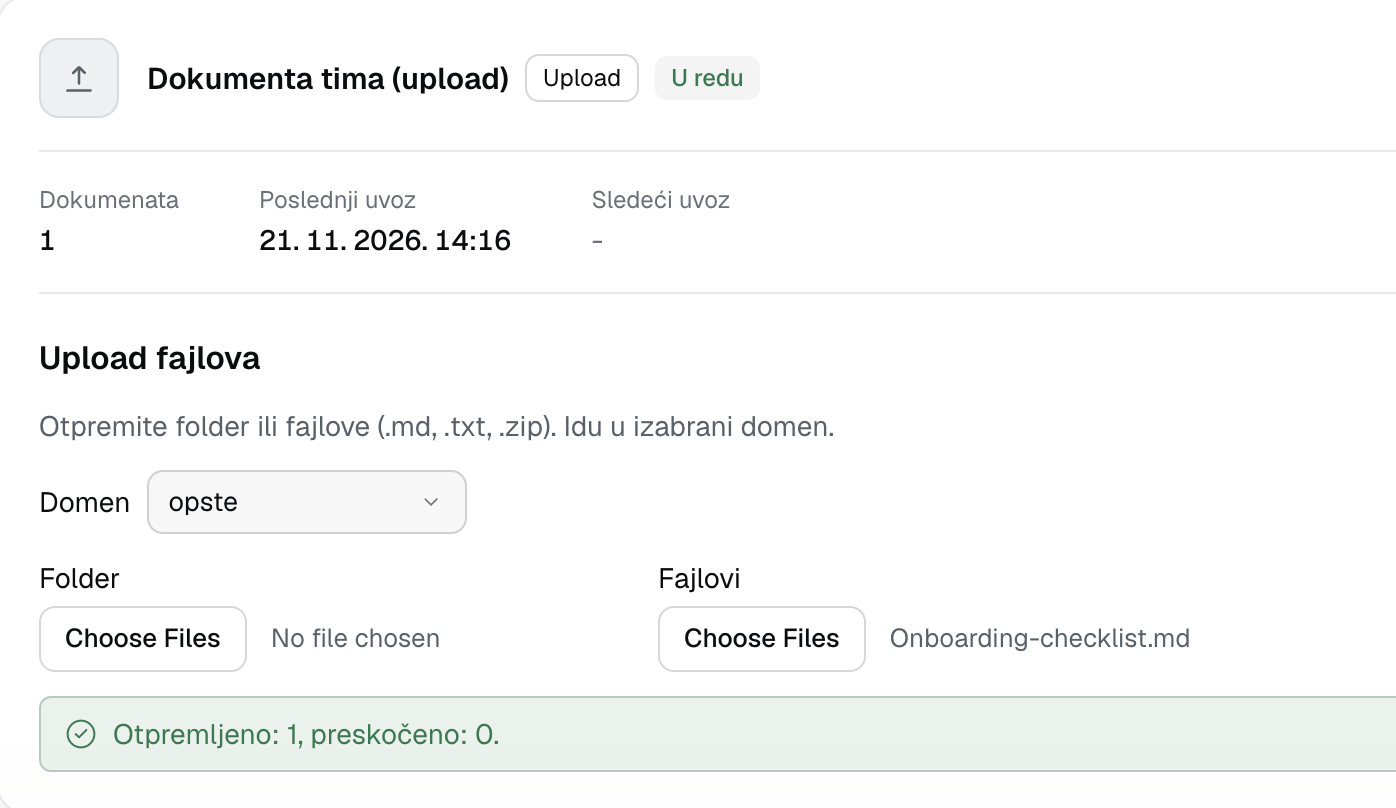 Dokumenta tima (upload) Upload U redu
Dokumenata Poslednji uvoz Sledeći uvoz
1 21. 11. 2026. 14:16 -
Upload fajlova
Otpremite folder ili fajlove (.md, .txt, .zip). Idu u izabrani domen.
Domen opste
Folder Fajlovi
Choose Files No file chosen Choose Files Onboarding-checklist.md
Otpremljeno: 1, preskočeno: 0.